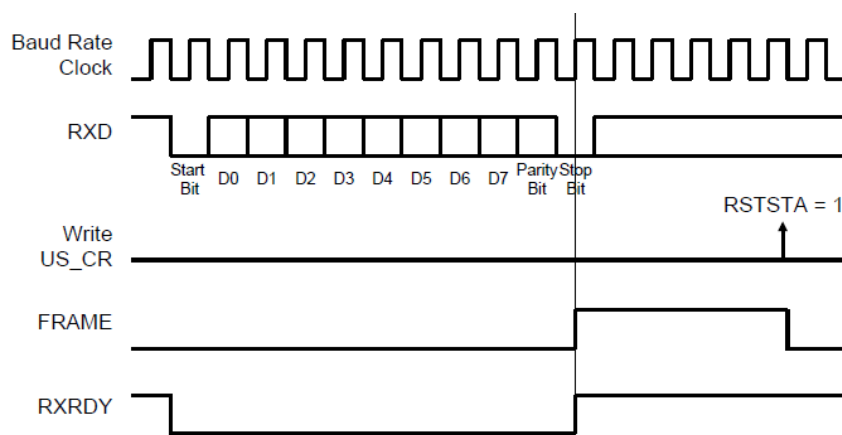 Baud Rate
Clock
RXD
Start
Bit
D0
D1
D2
D3
D4
D5
D6
D7
Parity
Bit
Stop
Bit
RSTSTA = 1
Write
US_CR
FRAME
RXRDY